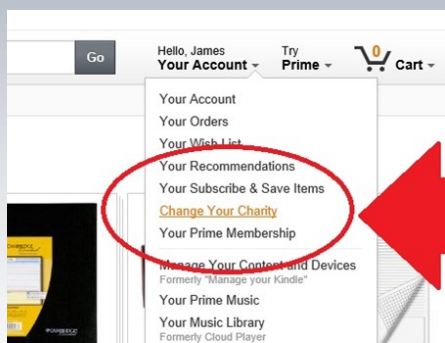 Go
Hello, James
Your Account
Try
Prime
0
Cart
Your Account
Your Orders
Your Wish List
Your Recommendations
Your Subscribe & Save Items
Change Your Charity
Your Prime Membership
Manage Your Content and Devices
Formerly "Manage your Kindle"
Your Prime Music
Your Music Library
Formerly Cloud Player
CAMBRIDGE